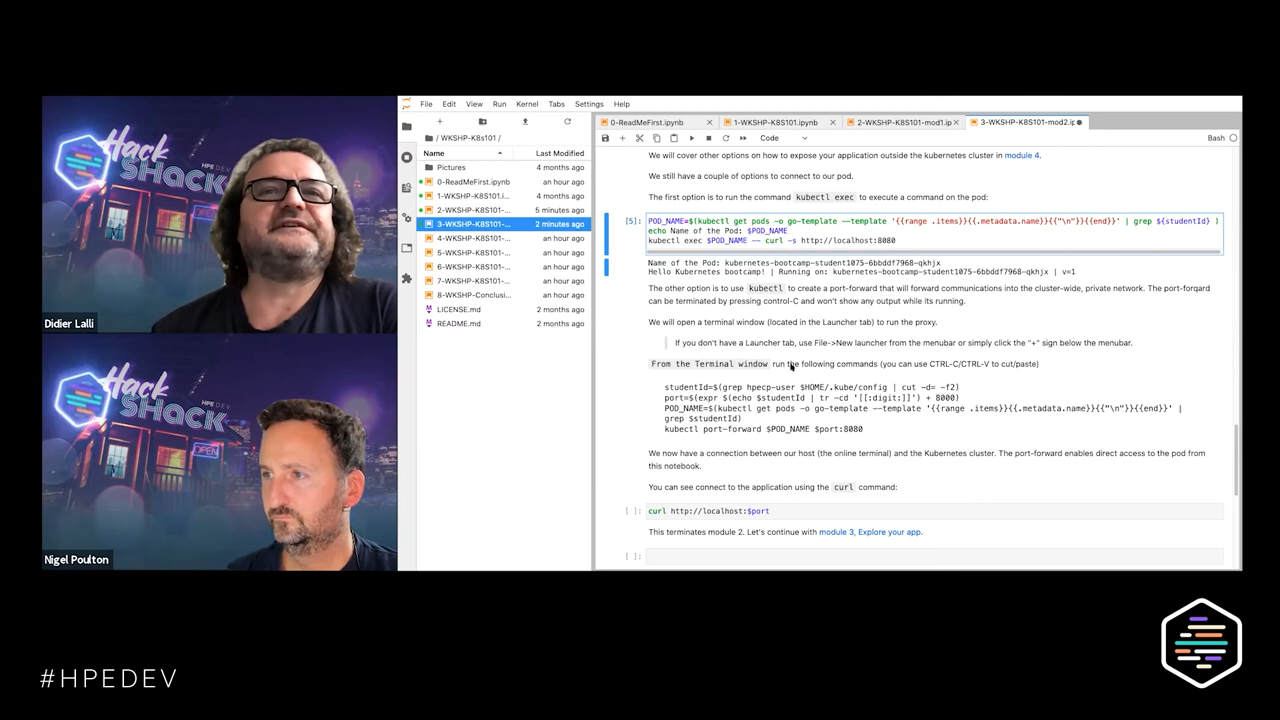 Hack
SHACK
HPE DEV
OPEN
Didier Lalli
Hack
SHACK
HPE DEV
OPEN
Nigel Poulton
File Edit View Run Kernel Tabs Settings Help
/ WKSHP-K8s101 /
Name Last Modified
Pictures 4 months ago
0-ReadMeFirst.ipynb an hour ago
1-WKSHP-K8S101.i... 4 months ago
2-WKSHP-K8S101-... 5 minutes ago
3-WKSHP-K8S101-... 2 minutes ago
4-WKSHP-K8S101-... an hour ago
5-WKSHP-K8S101-... an hour ago
6-WKSHP-K8S101-... an hour ago
7-WKSHP-K8S101-... an hour ago
8-WKSHP-Conclusi... an hour ago
LICENSE.md 2 months ago
README.md 2 months ago
0-ReadMeFirst.ipynb 1-WKSHP-K8S101.ipynb 2-WKSHP-K8S101-mod1.ip 3-WKSHP-K8S101-mod2.ip
Code Bash
We will cover other options on how to expose your application outside the kubernetes cluster in module 4.
We still have a couple of options to connect to our pod.
The first option is to run the command kubectl exec to execute a command on the pod:
[5]: POD_NAME=$(kubectl get pods -o go-template --template '{{range .items}}{{.metadata.name}}{{"\n"}}{{end}}' | grep ${studentId} )
echo Name of the Pod: $POD_NAME
kubectl exec $POD_NAME -- curl -s http://localhost:8080
Name of the Pod: kubernetes-bootcamp-student1075-6bbddf7968-qkhjx
Hello Kubernetes bootcamp! | Running on: kubernetes-bootcamp-student1075-6bbddf7968-qkhjx | v=1
The other option is to use kubectl to create a port-forward that will forward communications into the cluster-wide, private network. The port-forqard
can be terminated by pressing control-C and won't show any output while its running.
We will open a terminal window (located in the Launcher tab) to run the proxy.
If you don't have a Launcher tab, use File->New launcher from the menubar or simply click the "+" sign below the menubar.
From the Terminal window run the following commands (you can use CTRL-C/CTRL-V to cut/paste)
studentId=$(grep hpecp-user $HOME/.kube/config | cut -d= -f2)
port=$(expr $(echo $studentId | tr -cd '[[:digit:]]') + 8000)
POD_NAME=$(kubectl get pods -o go-template --template '{{range .items}}{{.metadata.name}}{{"\n"}}{{end}}' |
grep $studentId)
kubectl port-forward $POD_NAME $port:8080
We now have a connection between our host (the online terminal) and the Kubernetes cluster. The port-forward enables direct access to the pod from
this notebook.
You can see connect to the application using the curl command:
[ ]: curl http://localhost:$port
This terminates module 2. Let's continue with module 3, Explore your app.
[ ]:
#HPEDEV